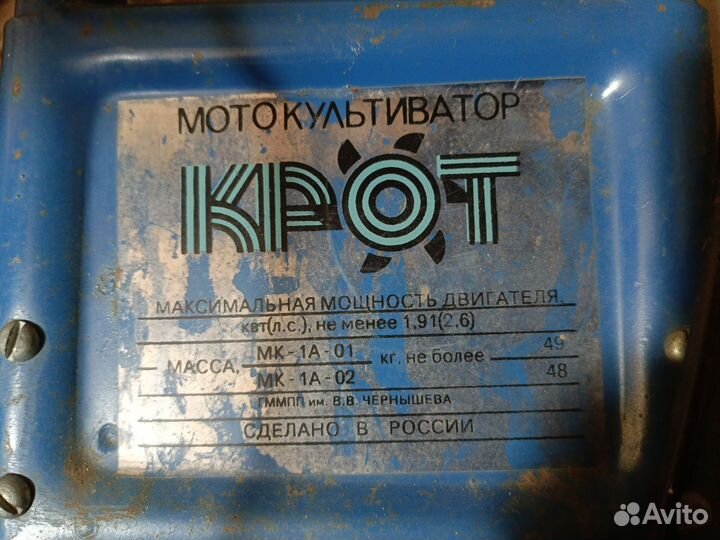 МОТОКУЛЬТИВАТОР
КРОТ
МАКСИМАЛЬНАЯ МОЩНОСТЬ ДВИГАТЕЛЯ,
квт(л.с.), не менее 1,91(2,6)
МАССА, МК-1А-01 кг. не более 49
МК-1А-02 48
ГММПП им. В.В. ЧЕРНЫШЕВА
СДЕЛАНО В РОССИИ
Avito